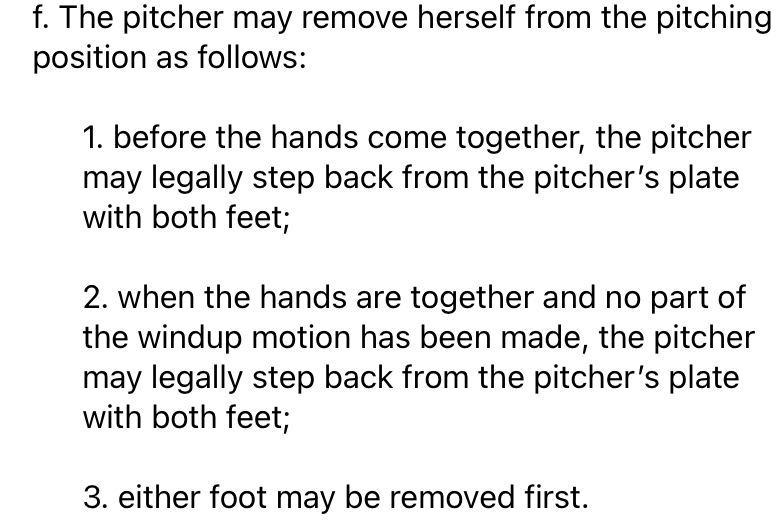 f. The pitcher may remove herself from the pitching
position as follows:
1. before the hands come together, the pitcher
may legally step back from the pitcher’s plate
with both feet;
2. when the hands are together and no part of
the windup motion has been made, the pitcher
may legally step back from the pitcher’s plate
with both feet;
3. either foot may be removed first.